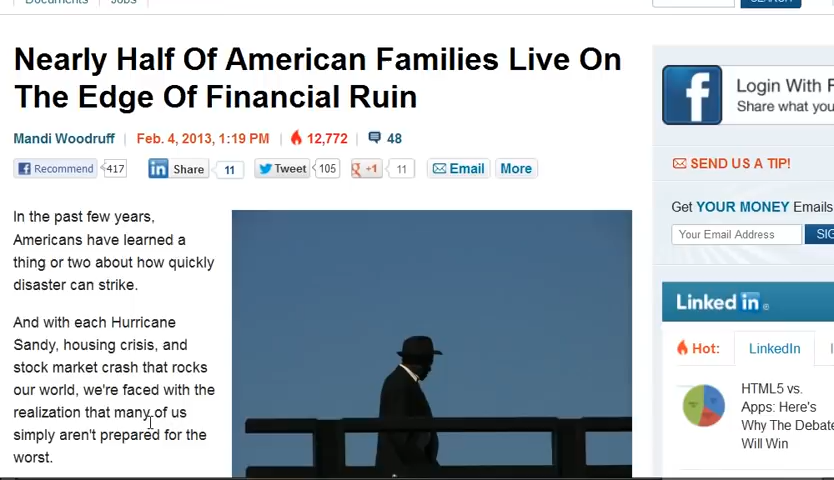 Documents Jobs
Nearly Half Of American Families Live On
The Edge Of Financial Ruin
Mandi Woodruff | Feb. 4, 2013, 1:19 PM | 12,772 | 48
Recommend 417 Share 11 Tweet 105 +1 11 Email More
In the past few years,
Americans have learned a
thing or two about how quickly
disaster can strike.
And with each Hurricane
Sandy, housing crisis, and
stock market crash that rocks
our world, we're faced with the
realization that many of us
simply aren't prepared for the
worst.
Login With F
Share what you
SEND US A TIP!
Get YOUR MONEY Emails
Your Email Address SIG
Linked in
Hot: LinkedIn
HTML5 vs.
Apps: Here's
Why The Debate
Will Win